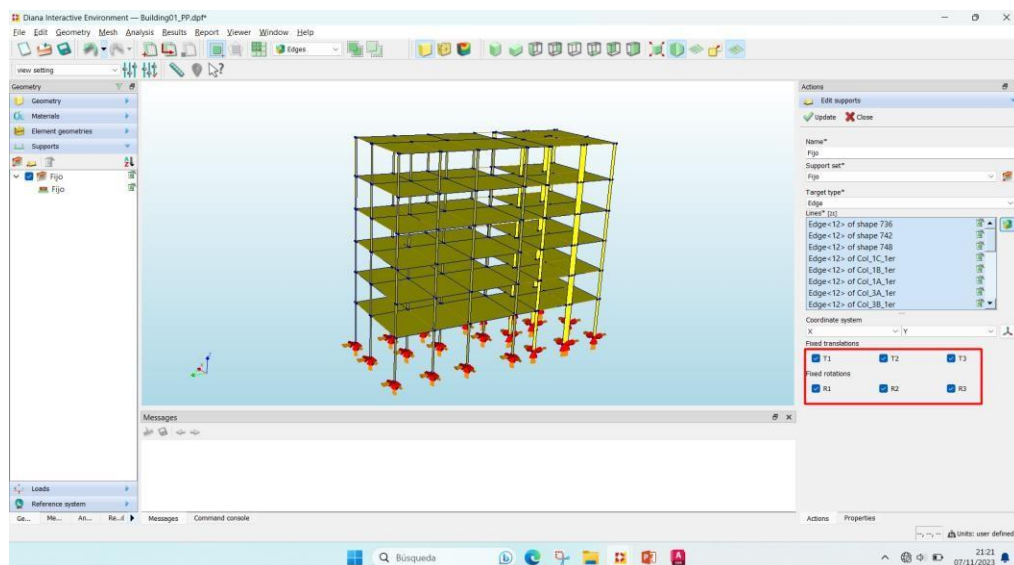 Diana Interactive Environment — Building01_PP.dpf*
File Edit Geometry Mesh Analysis Results Report Viewer Window Help
Edges
view setting
Geometry
Geometry
Materials
Element geometries
Supports
Fijo
Fijo
Loads
Reference system
Ge... Me... An... Re...
Messages
Messages Command console
Actions
Edit supports
Update Close
Name*
Fijo
Support set*
Fijo
Target type*
Edge
Lines* [21]
Edge<12> of shape 736
Edge<12> of shape 742
Edge<12> of shape 748
Edge<12> of Col_1C_1er
Edge<12> of Col_1B_1er
Edge<12> of Col_1A_1er
Edge<12> of Col_3A_1er
Edge<12> of Col_3B_1er
Coordinate system
X Y
Fixed translations
T1 T2 T3
Fixed rotations
R1 R2 R3
Actions Properties
--, --, -- Units: user defined
Búsqueda
21:21
07/11/2023